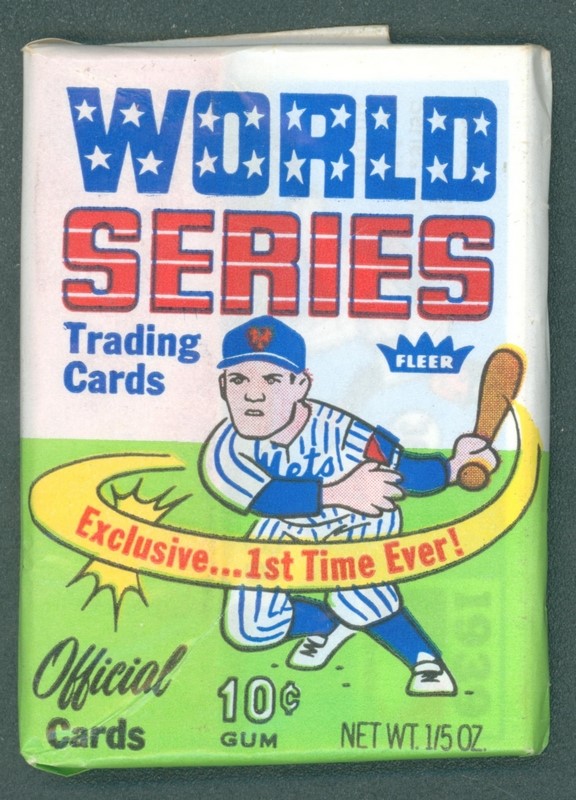 WORLD
SERIES
Trading
Cards
FLEER
Mets
Exclusive...1st Time Ever!
Official
Cards
10¢
GUM
NET WT. 1/5 OZ.